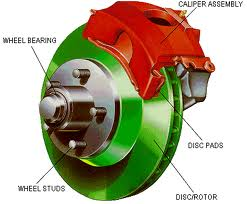 CALIPER ASSEMBLY
WHEEL BEARING
DISC PADS
WHEEL STUDS
DISC/ROTOR